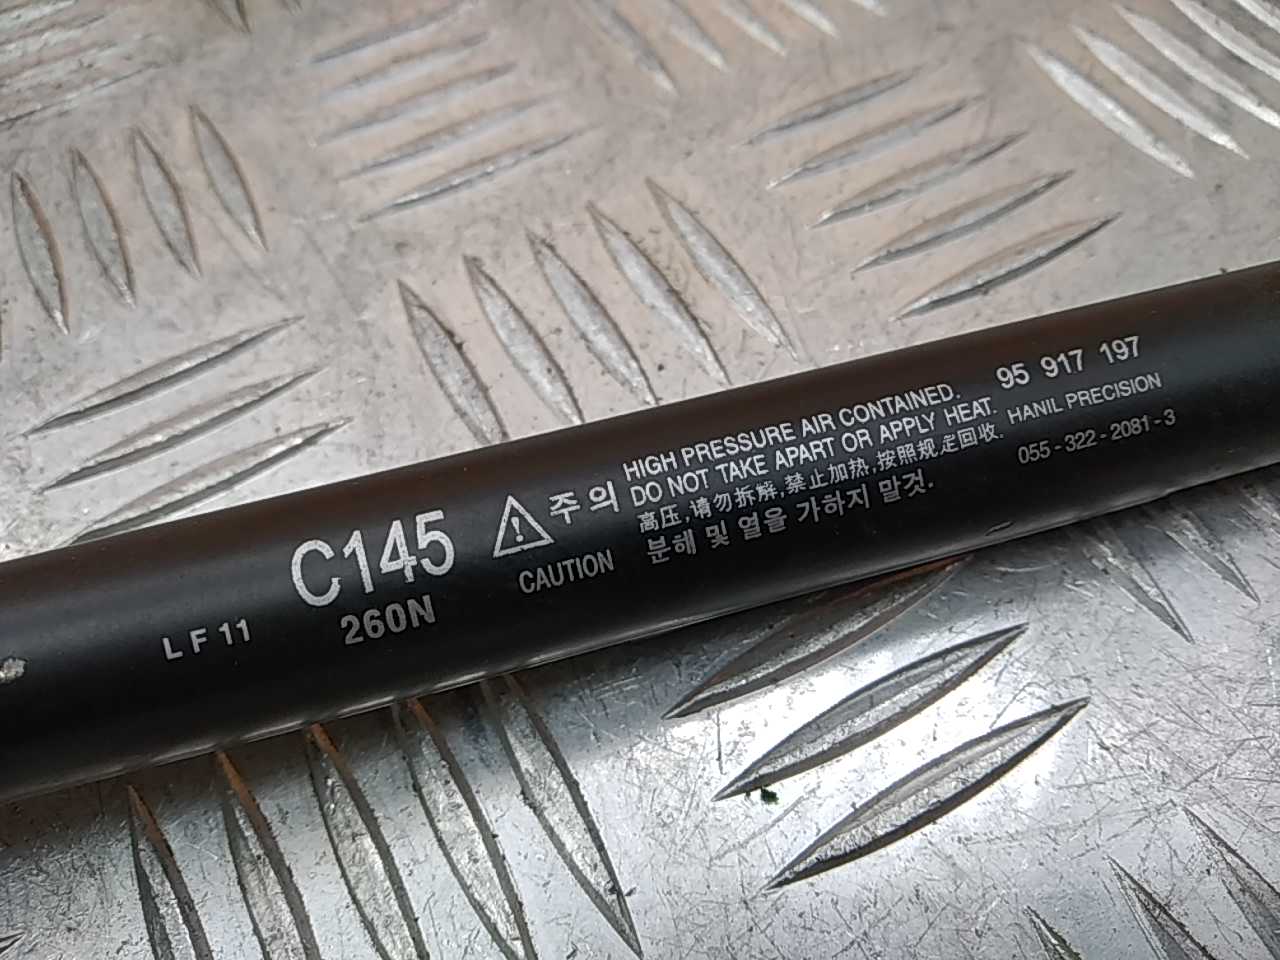 L F 11
C145
260N
주의
CAUTION
HIGH PRESSURE AIR CONTAINED.
DO NOT TAKE APART OR APPLY HEAT.
高压,请勿拆解,禁止加热,按照规定回收.
분해 및 열을 가하지 말것.
95 917 197
HANIL PRECISION
055-322-2081-3